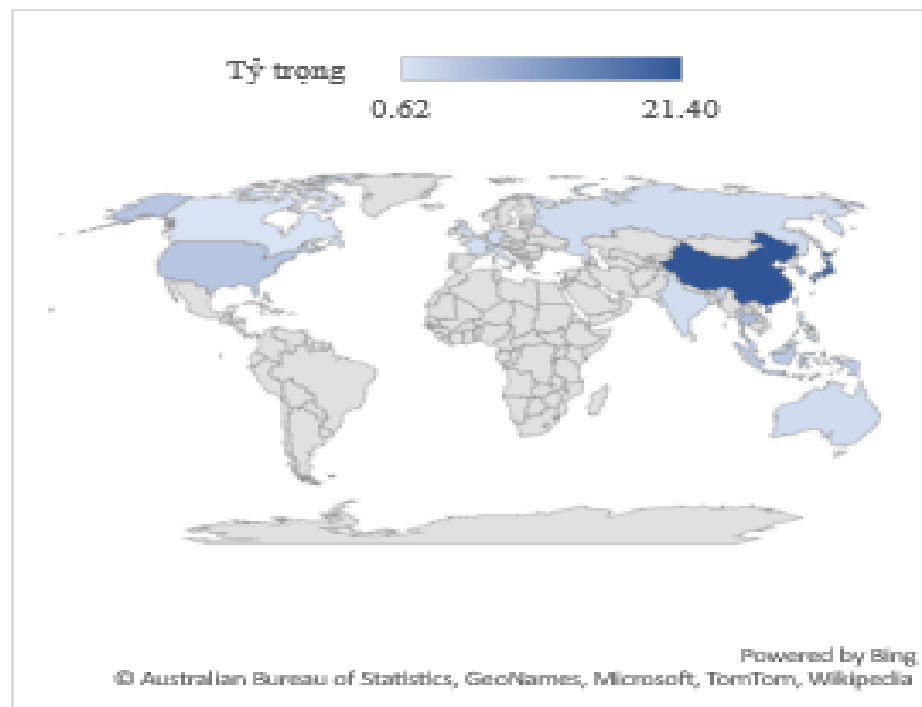 Tỷ trọng
0.62 21.40
Powered by Bing
© Australian Bureau of Statistics, GeoNames, Microsoft, TomTom, Wikipedia